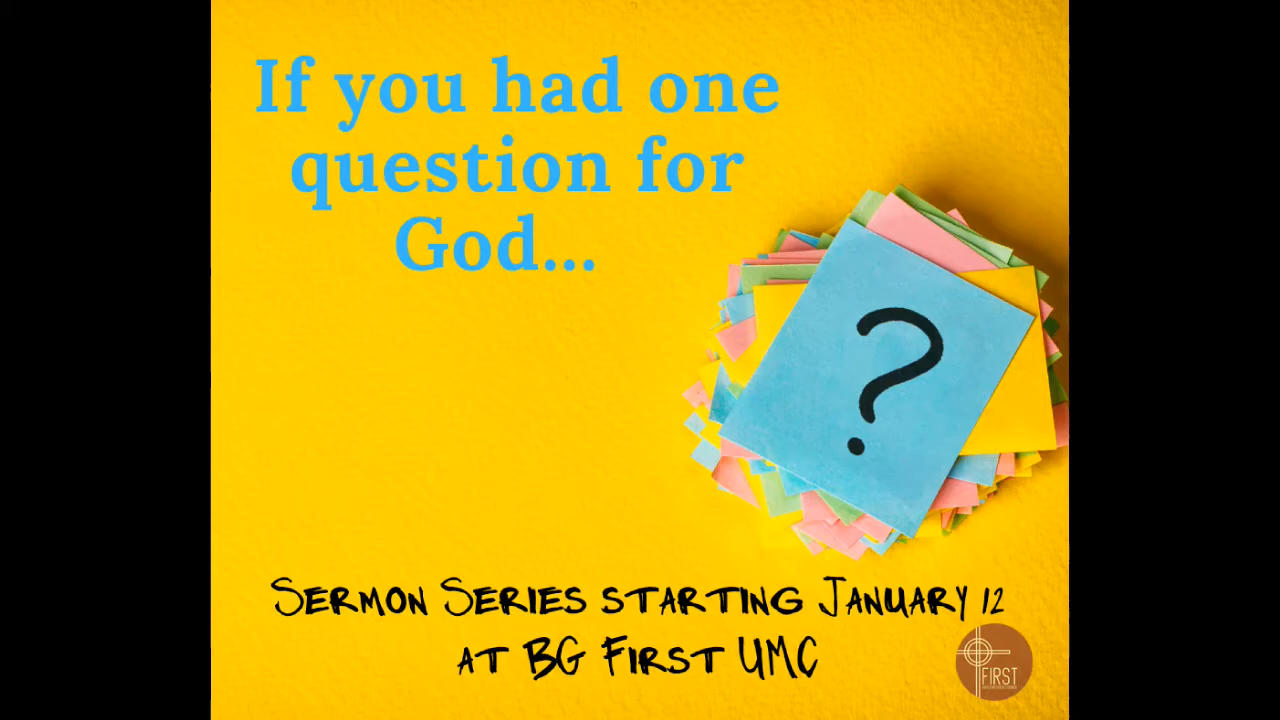 If you had one
question for
God...
?
SERMON SERIES STARTING JANUARY 12
AT BG FIRST UMC
FIRST